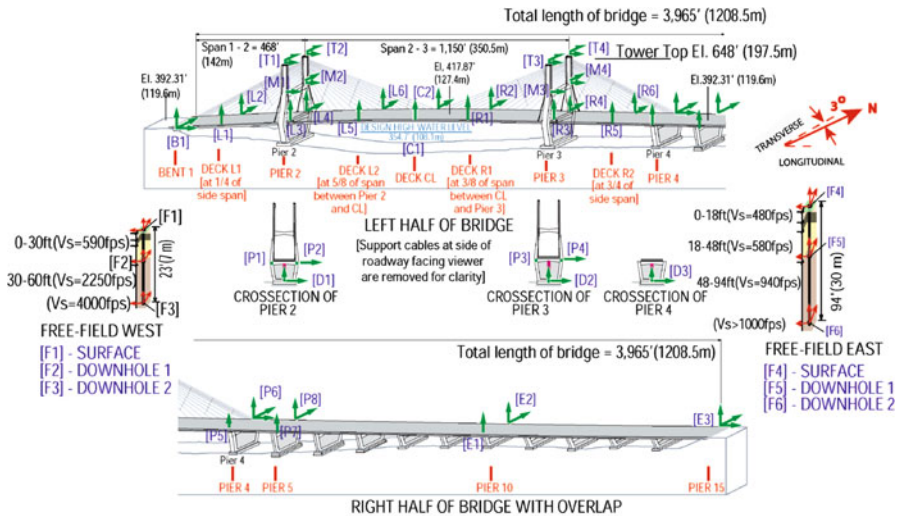 Total length of bridge = 3,965' (1208.5m)
Span 1 - 2 = 468'
(142m)
Span 2 - 3 = 1,150' (350.5m)
[T2]
[T4]
[T1]
[T3]
Tower Top El. 648' (197.5m)
El. 392.31'
(119.6m)
El, 417.87'
(127.4m)
El.392.31' (119.6m)
[M2]
[M1]
[M4]
[M3]
[L2]
[L6]
[C2]
[R2]
[R6]
[L4]
[R4]
[B1]
[L1]
[L3]
[L5]
[R1]
[R3]
[R5]
DESIGN HIGH WATER LEVEL
[C1]
3°
N
TRANSVERSE
LONGITUDINAL
Pier 2
Pier 3
Pier 4
BENT 1
DECK L1
[at 1/4 of
side span]
PIER 2
DECK L2
[at 5/8 of span
between Pier 2
and CL]
DECK CL
DECK R1
[at 3/8 of span
between CL
and Pier 3]
PIER 3
DECK R2
[at 3/4 of
side span]
PIER 4
LEFT HALF OF BRIDGE
[Support cables at side of
roadway facing viewer
are removed for clarity]
[F1]
0-30ft(Vs=590fps)
[F2]
30-60ft(Vs=2250fps)
23'(7 m)
(Vs=4000fps)
[F3]
FREE-FIELD WEST
[F1] - SURFACE
[F2] - DOWNHOLE 1
[F3] - DOWNHOLE 2
[P1]
[P2]
[D1]
CROSSECTION OF
PIER 2
[P3]
[P4]
[D2]
CROSSECTION OF
PIER 3
[D3]
CROSSECTION OF
PIER 4
[F4]
0-18ft(Vs=480fps)
18-48ft(Vs=580fps)
[F5]
48-94ft(Vs=940fps)
94' (30 m)
(Vs>1000fps)
[F6]
FREE-FIELD EAST
[F4] - SURFACE
[F5] - DOWNHOLE 1
[F6] - DOWNHOLE 2
Total length of bridge = 3,965'(1208.5m)
[P6]
[P8]
[E2]
[E3]
[P5]
[P7]
[E1]
Pier 4
PIER 4
PIER 5
PIER 10
PIER 15
RIGHT HALF OF BRIDGE WITH OVERLAP